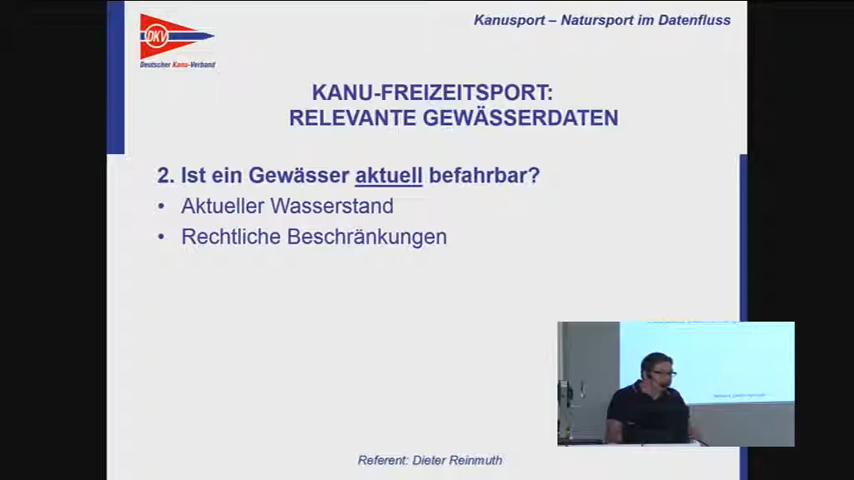 Kanusport – Natursport im Datenfluss
DKV
Deutscher Kanu-Verband
KANU-FREIZEITSPORT:
RELEVANTE GEWÄSSERDATEN
2. Ist ein Gewässer aktuell befahrbar?
• Aktueller Wasserstand
• Rechtliche Beschränkungen
Referent: Dieter Reinmuth